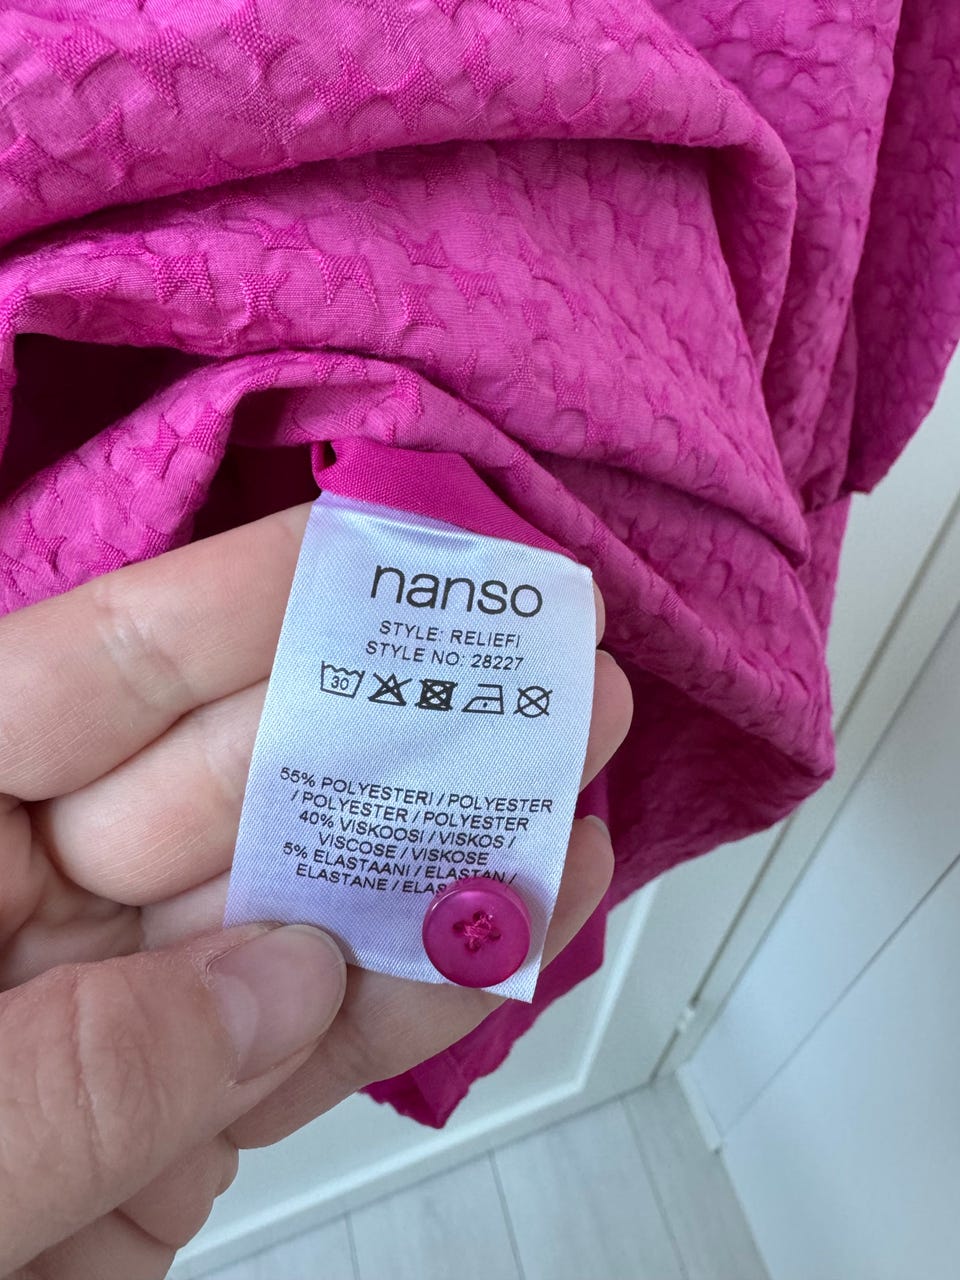 nanso
STYLE: RELIEFI
STYLE NO: 28227
30
55% POLYESTERI / POLYESTER
/ POLYESTER / POLYESTER
40% VISKOOSI / VISKOS /
VISCOSE / VISKOSE
5% ELASTAANI / ELASTAN /
ELASTANE /